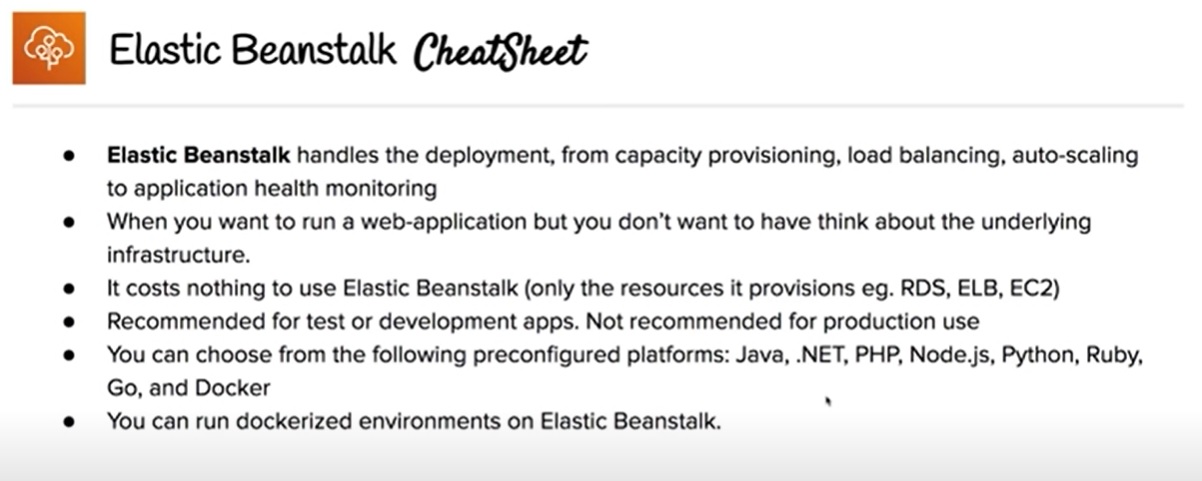 Elastic Beanstalk CheatSheet
● Elastic Beanstalk handles the deployment, from capacity provisioning, load balancing, auto-scaling
to application health monitoring
● When you want to run a web-application but you don't want to have think about the underlying
infrastructure.
● It costs nothing to use Elastic Beanstalk (only the resources it provisions eg. RDS, ELB, EC2)
● Recommended for test or development apps. Not recommended for production use
● You can choose from the following preconfigured platforms: Java, .NET, PHP, Node.js, Python, Ruby,
Go, and Docker
● You can run dockerized environments on Elastic Beanstalk.